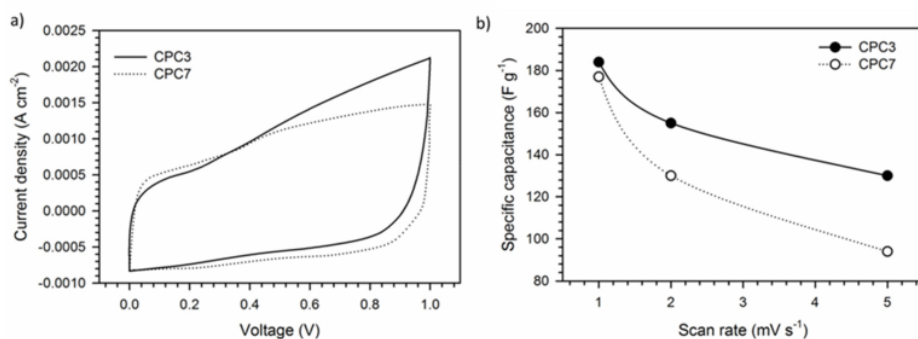 a)
CPC3
CPC7
0.0025
0.0020
0.0015
0.0010
0.0005
0.0000
-0.0005
-0.0010
Current density (A cm⁻²)
0.0 0.2 0.4 0.6 0.8 1.0
Voltage (V)
b)
CPC3
CPC7
200
180
160
140
120
100
80
Specific capacitance (F g⁻¹)
1 2 3 4 5
Scan rate (mV s⁻¹)